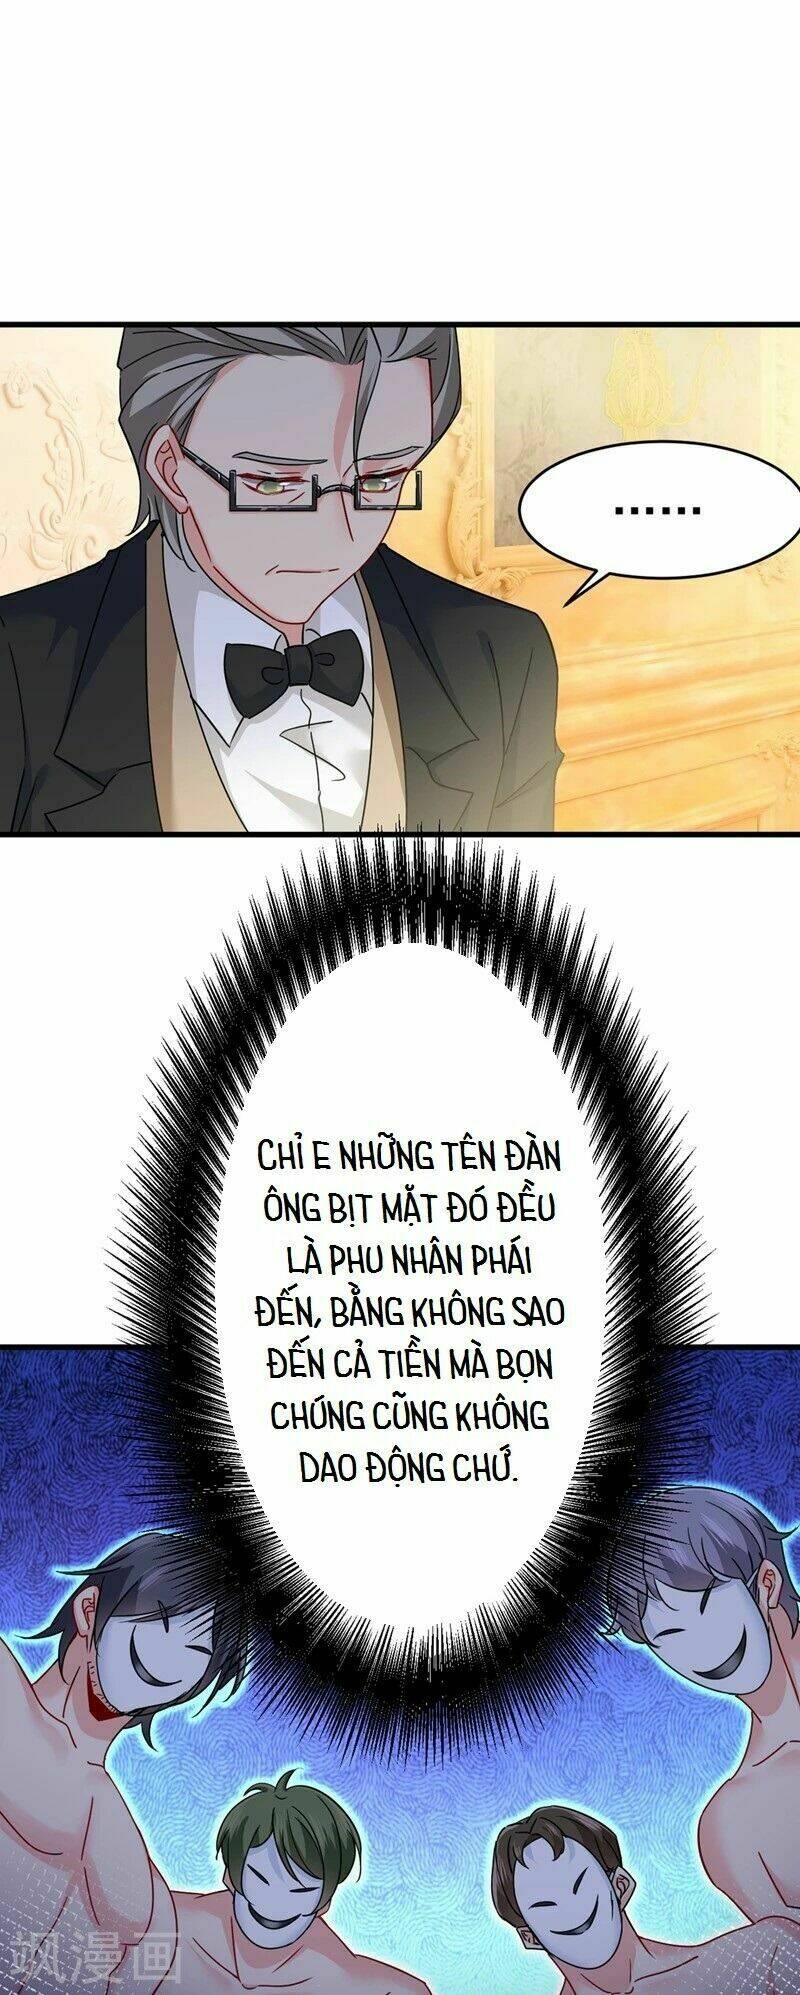 ......
CHỈ E NHỮNG TÊN ĐÀN
ÔNG BỊT MẶT ĐÓ ĐỀU
LÀ PHU NHÂN PHÁI
ĐẾN, BẰNG KHÔNG SAO
ĐẾN CẢ TIỀN MÀ BỌN
CHÚNG CŨNG KHÔNG
DAO ĐỘNG CHỨ.
飒漫画